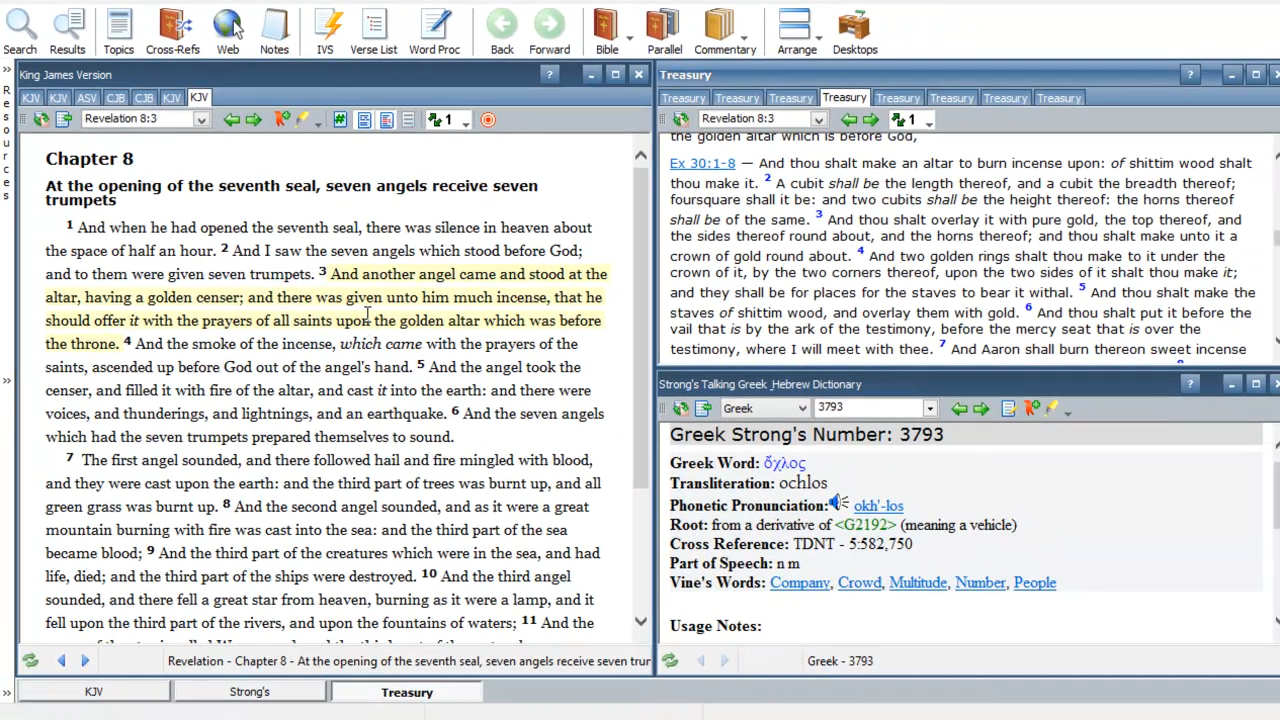 Search Results Topics Cross-Refs Web Notes IVS Verse List Word Proc Back Forward Bible Parallel Commentary Arrange Desktops
»
Resources
»
»
King James Version
?
KJV KJV ASV CJB CJB KJV KJV
Revelation 8:3
1
Chapter 8
At the opening of the seventh seal, seven angels receive seven
trumpets
1 And when he had opened the seventh seal, there was silence in heaven about
the space of half an hour. 2 And I saw the seven angels which stood before God;
and to them were given seven trumpets. 3 And another angel came and stood at the
altar, having a golden censer; and there was given unto him much incense, that he
should offer it with the prayers of all saints upon the golden altar which was before
the throne. 4 And the smoke of the incense, which came with the prayers of the
saints, ascended up before God out of the angel's hand. 5 And the angel took the
censer, and filled it with fire of the altar, and cast it into the earth: and there were
voices, and thunderings, and lightnings, and an earthquake. 6 And the seven angels
which had the seven trumpets prepared themselves to sound.
7 The first angel sounded, and there followed hail and fire mingled with blood,
and they were cast upon the earth: and the third part of trees was burnt up, and all
green grass was burnt up. 8 And the second angel sounded, and as it were a great
mountain burning with fire was cast into the sea: and the third part of the sea
became blood; 9 And the third part of the creatures which were in the sea, and had
life, died; and the third part of the ships were destroyed. 10 And the third angel
sounded, and there fell a great star from heaven, burning as it were a lamp, and it
fell upon the third part of the rivers, and upon the fountains of waters; 11 And the
Revelation - Chapter 8 - At the opening of the seventh seal, seven angels receive seven trur
KJV Strong's Treasury
Treasury
?
Treasury Treasury Treasury Treasury Treasury Treasury Treasury Treasury
Revelation 8:3
1
the golden altar which is before God,
Ex 30:1-8 — And thou shalt make an altar to burn incense upon: of shittim wood shalt
thou make it. 2 A cubit shall be the length thereof, and a cubit the breadth thereof;
foursquare shall it be: and two cubits shall be the height thereof: the horns thereof
shall be of the same. 3 And thou shalt overlay it with pure gold, the top thereof, and
the sides thereof round about, and the horns thereof; and thou shalt make unto it a
crown of gold round about. 4 And two golden rings shalt thou make to it under the
crown of it, by the two corners thereof, upon the two sides of it shalt thou make it;
and they shall be for places for the staves to bear it withal. 5 And thou shalt make the
staves of shittim wood, and overlay them with gold. 6 And thou shalt put it before the
vail that is by the ark of the testimony, before the mercy seat that is over the
testimony, where I will meet with thee. 7 And Aaron shall burn thereon sweet incense
Strong's Talking Greek Hebrew Dictionary
?
Greek 3793
Greek Strong's Number: 3793
Greek Word: ὄχλος
Transliteration: ochlos
Phonetic Pronunciation: okh'-los
Root: from a derivative of <G2192> (meaning a vehicle)
Cross Reference: TDNT - 5:582,750
Part of Speech: n m
Vine's Words: Company, Crowd, Multitude, Number, People
Usage Notes:
Greek - 3793